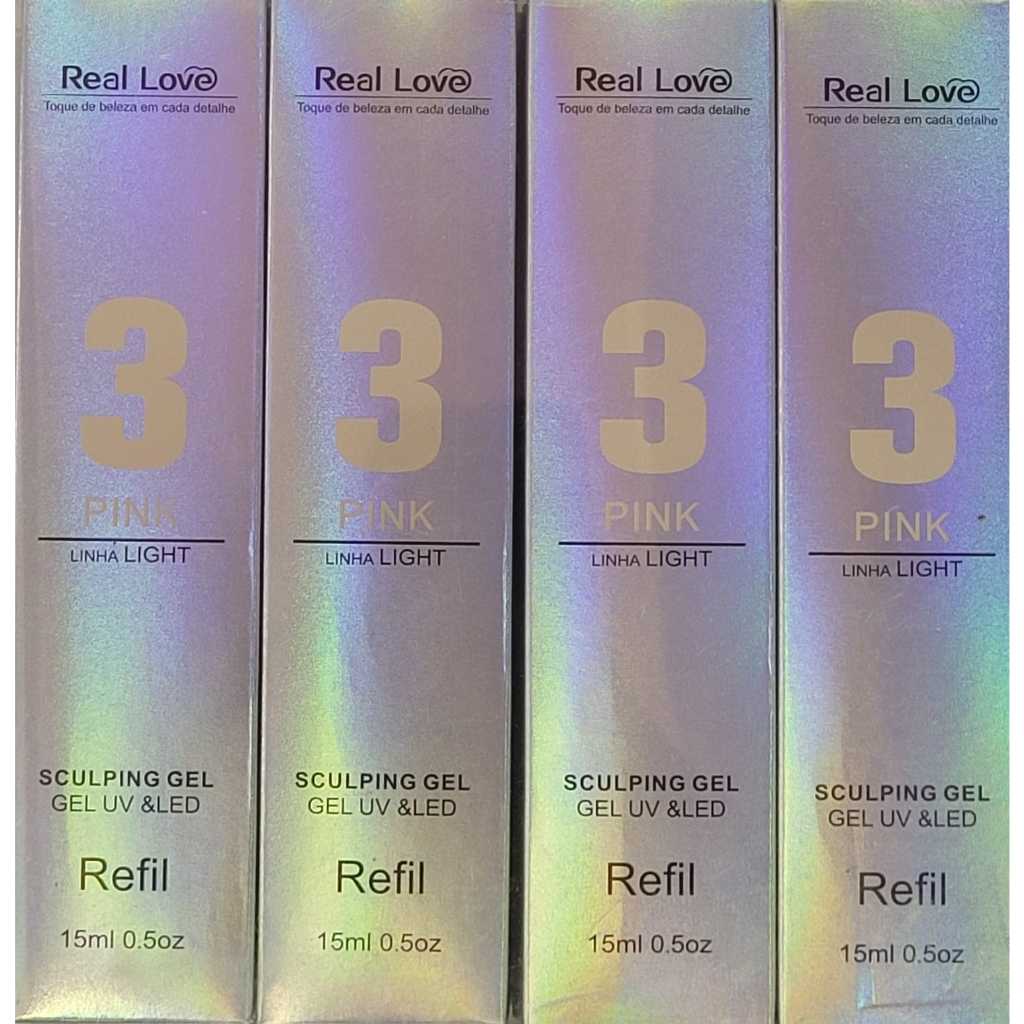 Real Love
Toque de beleza em cada detalhe
3
PINK
LINHA LIGHT
SCULPING GEL
GEL UV &LED
Refil
15ml 0.5oz
Real Love
Toque de beleza em cada detalhe
3
PINK
LINHA LIGHT
SCULPING GEL
GEL UV &LED
Refil
15ml 0.5oz
Real Love
Toque de beleza em cada detalhe
3
PINK
LINHA LIGHT
SCULPING GEL
GEL UV &LED
Refil
15ml 0.5oz
Real Love
Toque de beleza em cada detalhe
3
PINK
LINHA LIGHT
SCULPING GEL
GEL UV &LED
Refil
15ml 0.5oz